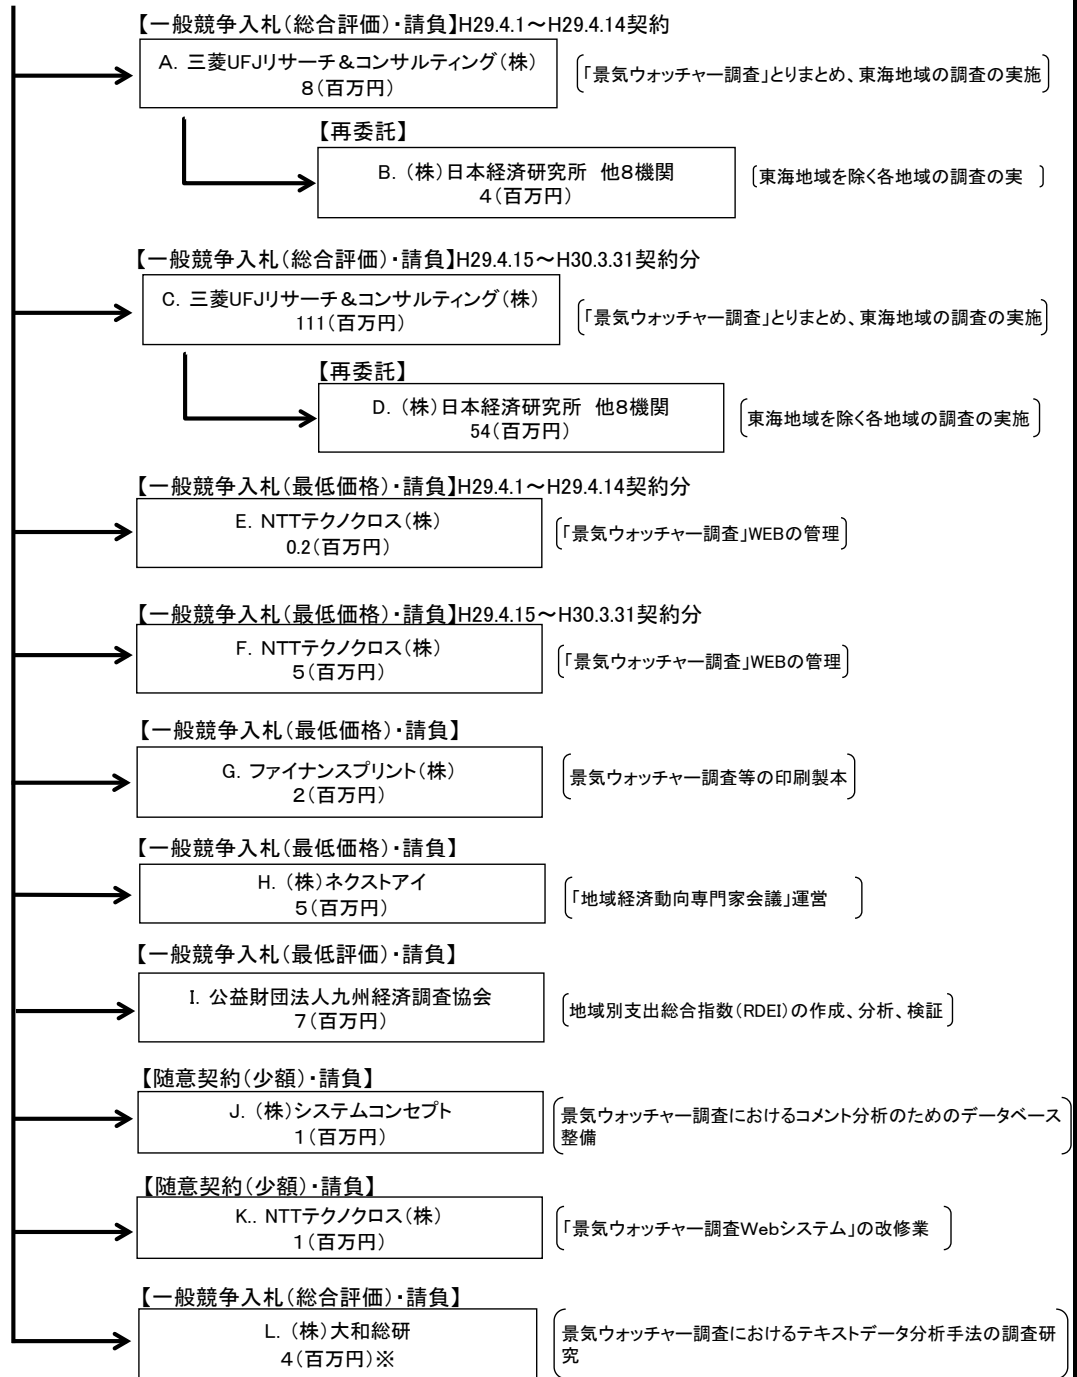 【一般競争入札（総合評価）・請負】H29.4.1～H29.4.14契約
A．三菱UFJリサーチ＆コンサルティング（株）
８（百万円）
「景気ウォッチャー調査」とりまとめ、東海地域の調査の実施
【再委託】
B．（株）日本経済研究所　他８機関
４（百万円）
東海地域を除く各地域の調査の実
【一般競争入札（総合評価）・請負】H29.4.15～H30.3.31契約分
C．三菱UFJリサーチ＆コンサルティング（株）
111（百万円）
「景気ウォッチャー調査」とりまとめ、東海地域の調査の実施
【再委託】
D．（株）日本経済研究所　他８機関
54（百万円）
東海地域を除く各地域の調査の実施
【一般競争入札（最低価格）・請負】H29.4.1～H29.4.14契約分
E．NTTテクノクロス（株）
0.2（百万円）
「景気ウォッチャー調査」WEBの管理
【一般競争入札（最低価格）・請負】H29.4.15～H30.3.31契約分
F．NTTテクノクロス（株）
５（百万円）
「景気ウォッチャー調査」WEBの管理
【一般競争入札（最低価格）・請負】
G．ファイナンスプリント（株）
２（百万円）
景気ウォッチャー調査等の印刷製本
【一般競争入札（最低価格）・請負】
H．（株）ネクストアイ
５（百万円）
「地域経済動向専門家会議」運営
【一般競争入札（最低評価）・請負】
I．公益財団法人九州経済調査協会
７（百万円）
地域別支出総合指数（RDEI）の作成、分析、検証
【随意契約（少額）・請負】
J．（株）システムコンセプト
１（百万円）
景気ウォッチャー調査におけるコメント分析のためのデータベース
整備
【随意契約（少額）・請負】
K.．NTTテクノクロス（株）
１（百万円）
「景気ウォッチャー調査Webシステム」の改修業
【一般競争入札（総合評価）・請負】
L．（株）大和総研
４（百万円）※
景気ウォッチャー調査におけるテキストデータ分析手法の調査研
究